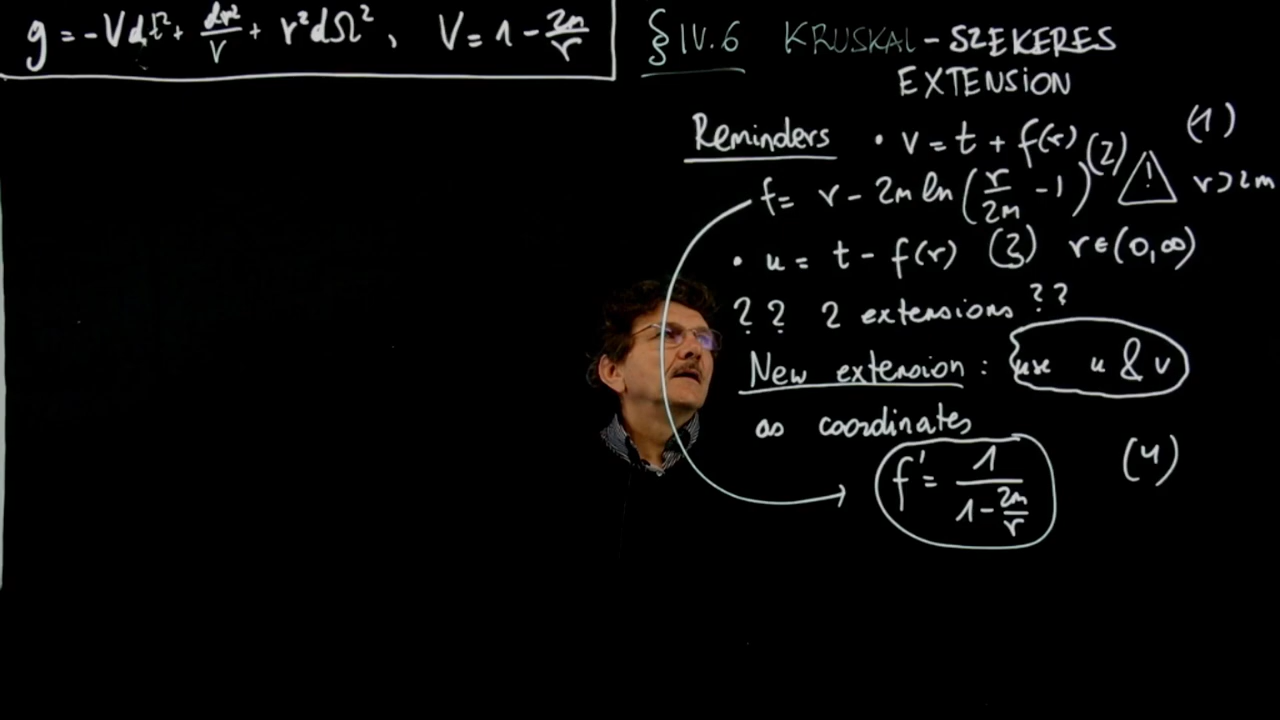 g = -Vdt² + dr²/V + r²dΩ², V = 1 - 2m/r
§ IV.6 KRUSKAL-SZEKERES
EXTENSION
Reminders • v = t + f(r) (1)
f = r - 2m ln(r/2m - 1) (2) ⚠ r>2m
• u = t - f(r) (3) r∈(0,∞)
?? 2 extensions ??
New extension: use u & v
as coordinates
f' = 1/(1 - 2m/r) (4)